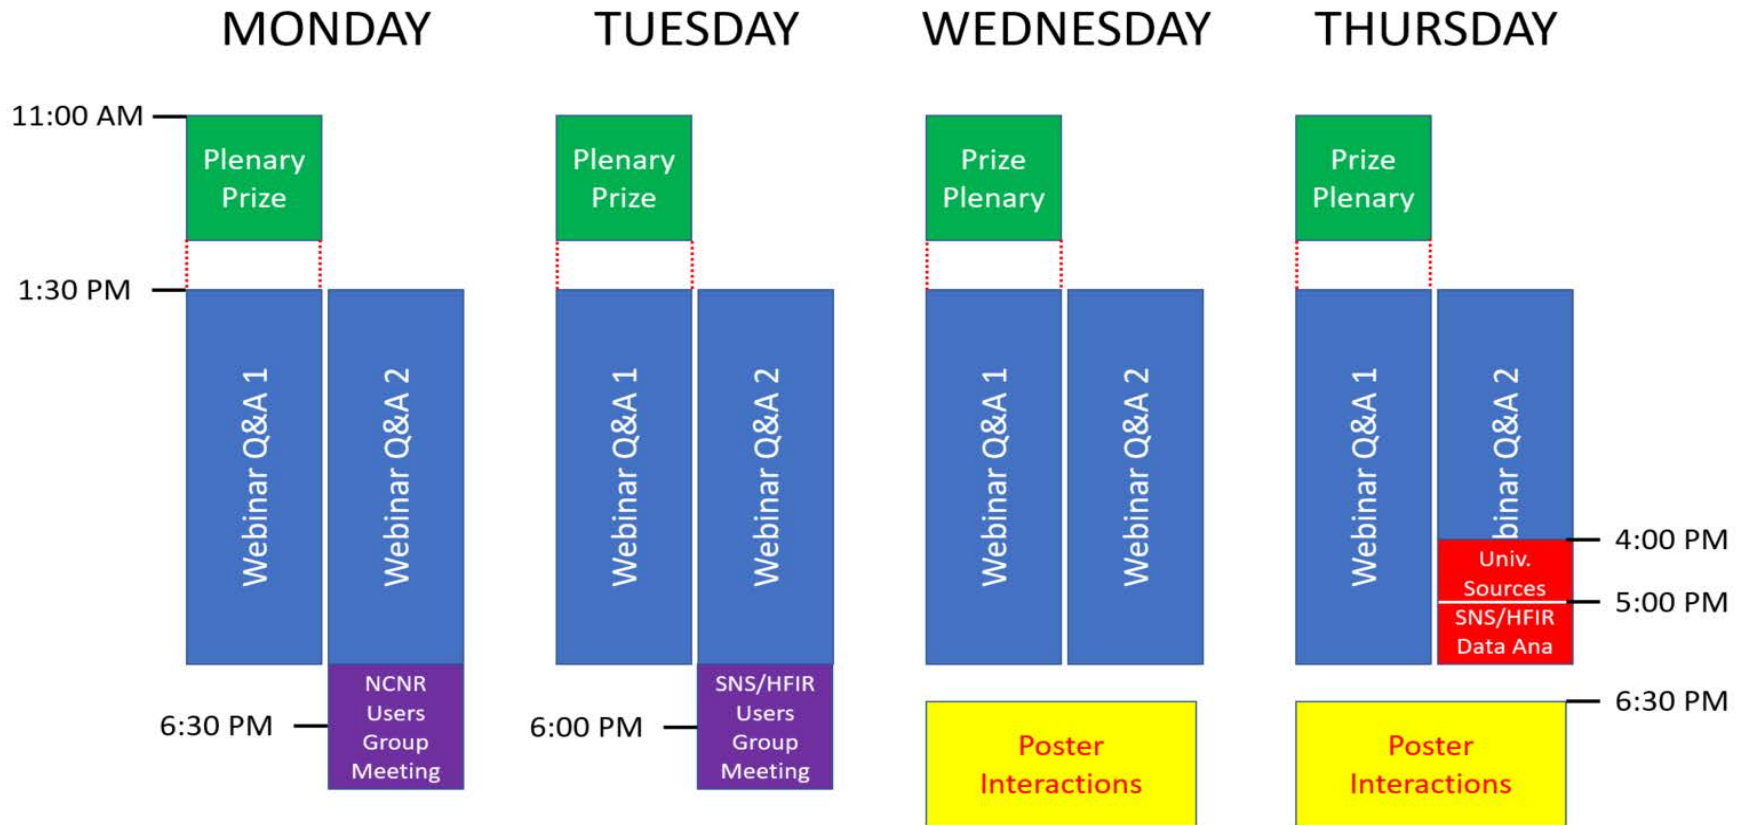 MONDAY
TUESDAY
WEDNESDAY
THURSDAY
11:00 AM
Plenary
Prize
Plenary
Prize
Prize
Plenary
Prize
Plenary
1:30 PM
Webinar Q&A 1
Webinar Q&A 2
Webinar Q&A 1
Webinar Q&A 2
Webinar Q&A 1
Webinar Q&A 2
Webinar Q&A 1
binar Q&A 2
4:00 PM
Univ.
Sources
5:00 PM
SNS/HFIR
Data Ana
NCNR
Users
Group
Meeting
6:30 PM
SNS/HFIR
Users
Group
Meeting
6:00 PM
6:30 PM
Poster
Interactions
Poster
Interactions